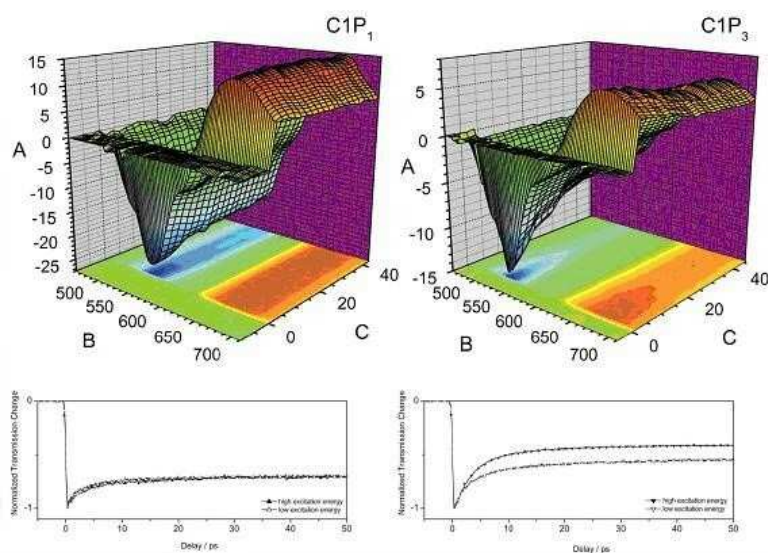 C1P1
15
10
5
0
-5
-10
-15
-20
-25
A
500
550
600
650
700
B
0
20
40
C
C1P3
5
0
-5
-10
-15
A
500
550
600
650
700
B
0
20
40
C
Normalized Transmission Change
0
-1
high excitation energy
low excitation energy
0
10
20
30
40
50
Delay / ps
Normalized Transmission Change
0
-1
high excitation energy
low excitation energy
0
10
20
30
40
50
Delay / ps